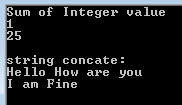 Sum of Integer value
1
25
string concate:
Hello How are you
I am Fine